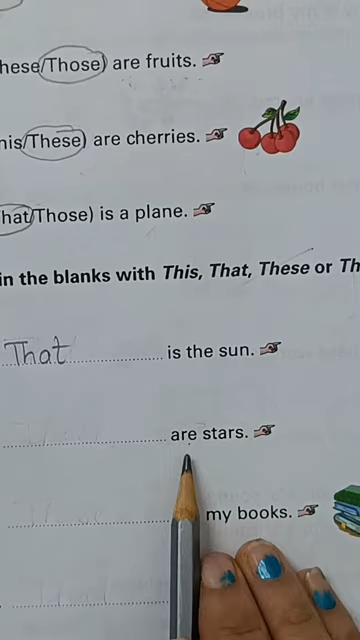 hese/Those) are fruits.
his/These) are cherries.
hat/Those) is a plane.
in the blanks with This, That, These or Th
That is the sun.
are stars.
my books.